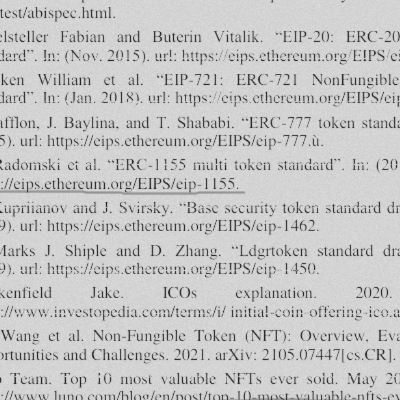 test/abispec.html.
elsteller Fabian and Buterin Vitalik. “EIP-20: ERC-20
dard”. In: (Nov. 2015). url: https://eips.ethereum.org/EIPS/ei
ken William et al. “EIP-721: ERC-721 NonFungible
dard”. In: (Jan. 2018). url: https://eips.ethereum.org/EIPS/eip
afflon, J. Baylina, and T. Shababi. “ERC-777 token standa
5). url: https://eips.ethereum.org/EIPS/eip-777.ù.
Radomski et al. “ERC-1155 multi token standard”. In: (20
://eips.ethereum.org/EIPS/eip-1155.
Kupriianov and J. Svirsky. “Base security token standard dr
9). url: https://eips.ethereum.org/EIPS/eip-1462.
Marks J. Shiple and D. Zhang. “Ldgrtoken standard dra
9). url: https://eips.ethereum.org/EIPS/eip-1450.
kenfield Jake. ICOs explanation. 2020.
://www.investopedia.com/terms/i/ initial-coin-offering-ico.a
Wang et al. Non-Fungible Token (NFT): Overview, Eva
ortunities and Challenges. 2021. arXiv: 2105.07447[cs.CR].
o Team. Top 10 most valuable NFTs ever sold. May 20
://www.luno.com/blog/en/post/top-10-most-valuable-nfts-ev